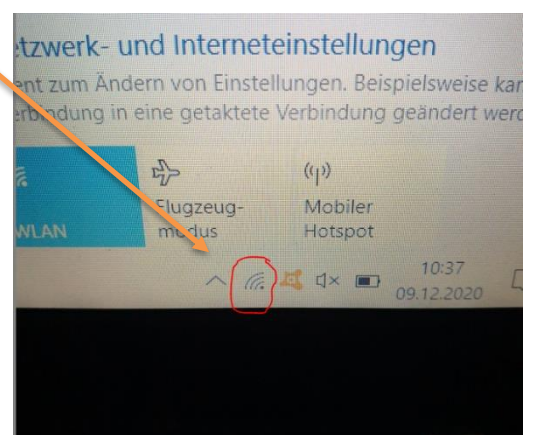 tzwerk- und Interneteinstellungen
ent zum Ändern von Einstellungen. Beispielsweise kan
erbindung in eine getaktete Verbindung geändert werd
WLAN
Flugzeug-
modus
Mobiler
Hotspot
10:37
09.12.2020